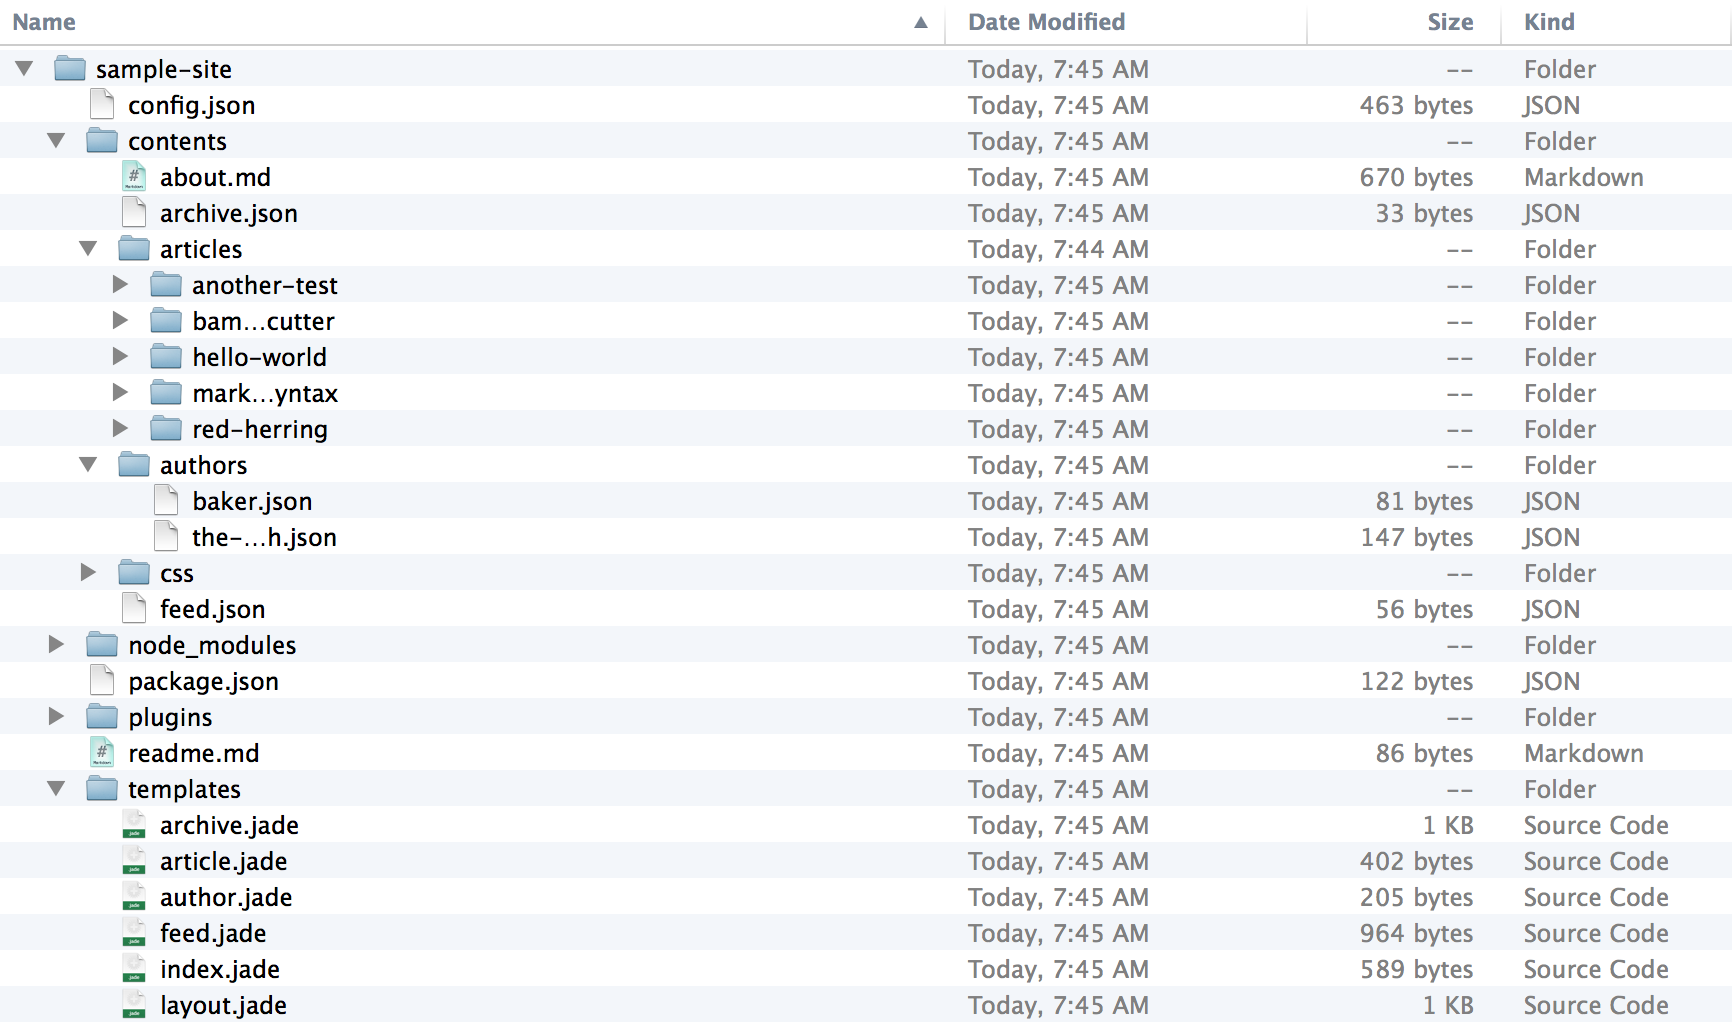 Name Date Modified Size Kind
sample-site Today, 7:45 AM -- Folder
config.json Today, 7:45 AM 463 bytes JSON
contents Today, 7:45 AM -- Folder
# Markdown about.md Today, 7:45 AM 670 bytes Markdown
archive.json Today, 7:45 AM 33 bytes JSON
articles Today, 7:44 AM -- Folder
another-test Today, 7:45 AM -- Folder
bam...cutter Today, 7:45 AM -- Folder
hello-world Today, 7:45 AM -- Folder
mark...yntax Today, 7:45 AM -- Folder
red-herring Today, 7:45 AM -- Folder
authors Today, 7:45 AM -- Folder
baker.json Today, 7:45 AM 81 bytes JSON
the-...h.json Today, 7:45 AM 147 bytes JSON
css Today, 7:45 AM -- Folder
feed.json Today, 7:45 AM 56 bytes JSON
node_modules Today, 7:45 AM -- Folder
package.json Today, 7:45 AM 122 bytes JSON
plugins Today, 7:45 AM -- Folder
# Markdown readme.md Today, 7:45 AM 86 bytes Markdown
templates Today, 7:45 AM -- Folder
jade archive.jade Today, 7:45 AM 1 KB Source Code
jade article.jade Today, 7:45 AM 402 bytes Source Code
jade author.jade Today, 7:45 AM 205 bytes Source Code
jade feed.jade Today, 7:45 AM 964 bytes Source Code
jade index.jade Today, 7:45 AM 589 bytes Source Code
jade layout.jade Today, 7:45 AM 1 KB Source Code